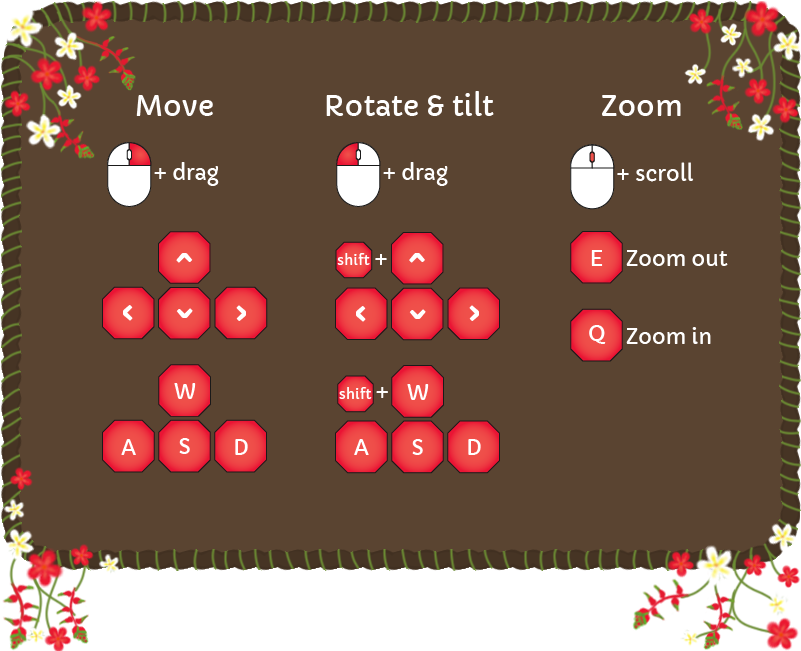 Move
+ drag
W
A S D
Rotate & tilt
+ drag
shift +
shift + W
A S D
Zoom
+ scroll
E Zoom out
Q Zoom in